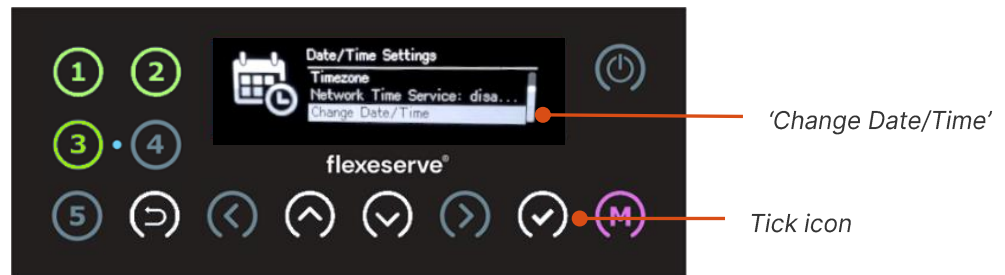 1 2
Date/Time Settings
Timezone
Network Time Service: disa...
Change Date/Time
‘Change Date/Time’
3 4
flexeserve®
5 M
Tick icon